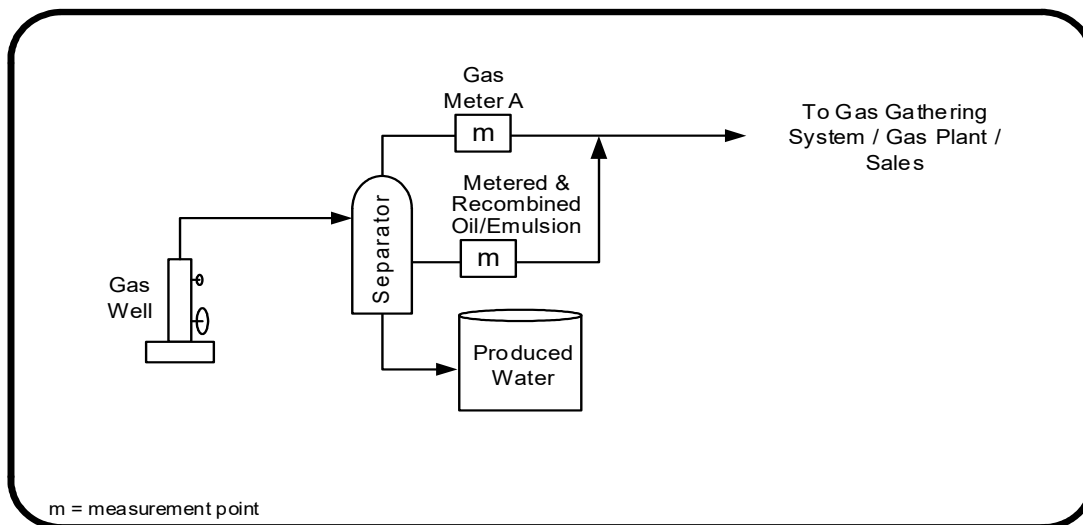 Gas
Meter A
m
To Gas Gathering
System / Gas Plant /
Sales
Metered &
Recombined
Oil/Emulsion
m
Separator
Gas
Well
Produced
Water
m = measurement point